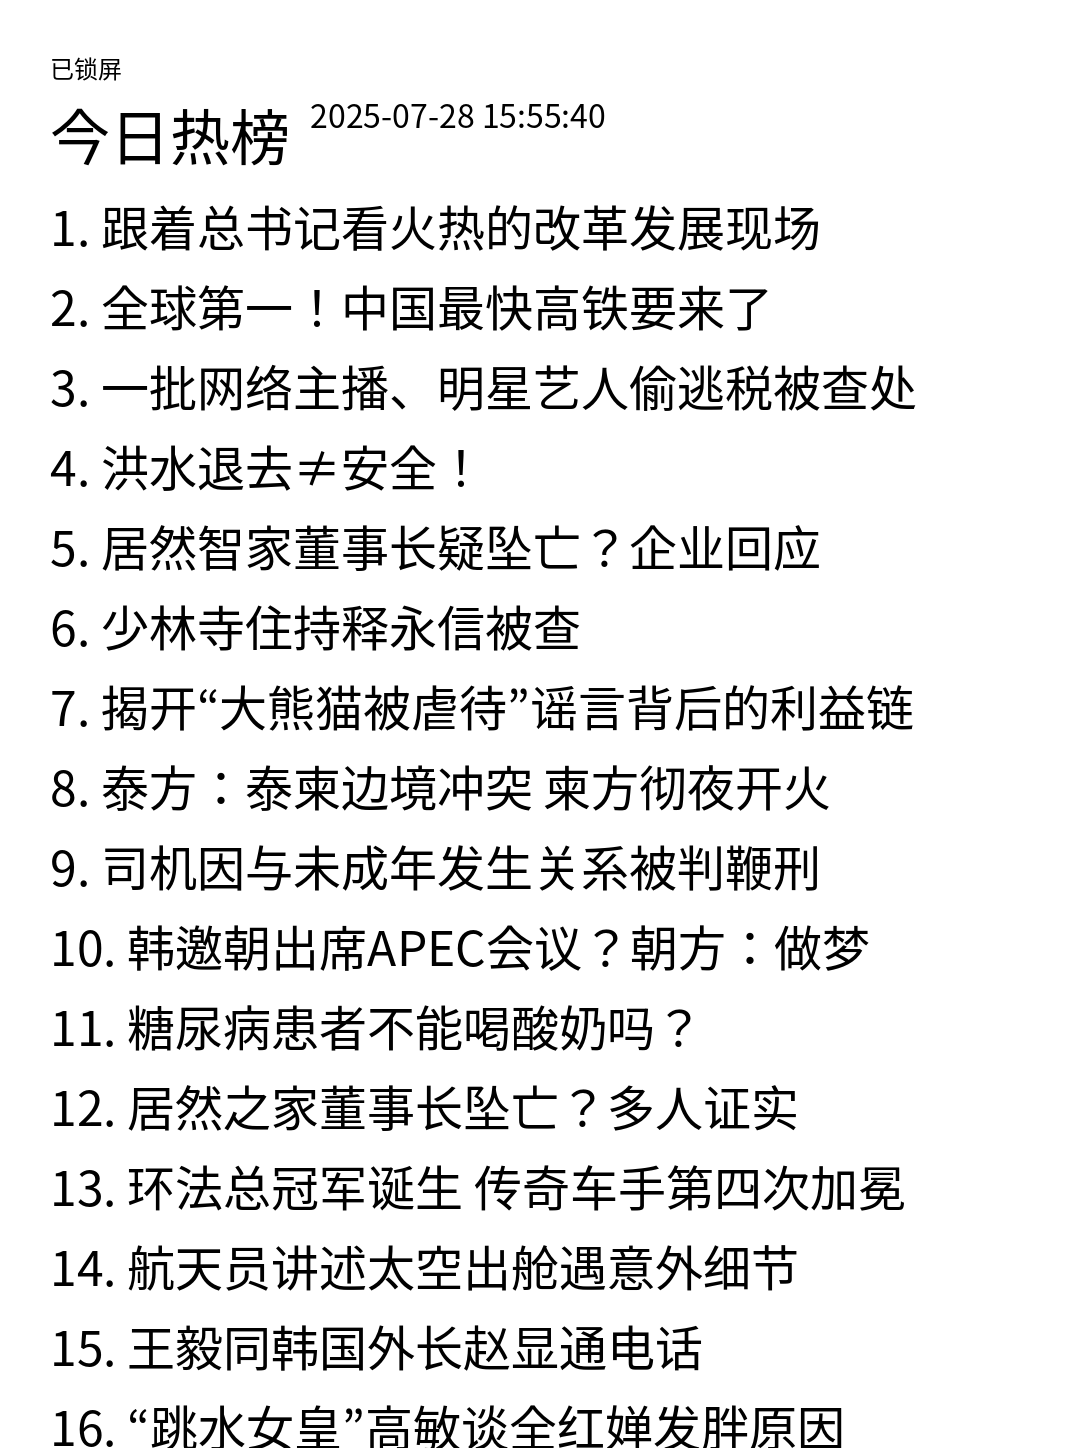 已锁屏
今日热榜 2025-07-28 15:55:40
1. 跟着总书记看火热的改革发展现场
2. 全球第一！中国最快高铁要来了
3. 一批网络主播、明星艺人偷逃税被查处
4. 洪水退去≠安全！
5. 居然智家董事长疑坠亡？企业回应
6. 少林寺住持释永信被查
7. 揭开“大熊猫被虐待”谣言背后的利益链
8. 泰方：泰柬边境冲突 柬方彻夜开火
9. 司机因与未成年发生关系被判鞭刑
10. 韩邀朝出席APEC会议？朝方：做梦
11. 糖尿病患者不能喝酸奶吗？
12. 居然之家董事长坠亡？多人证实
13. 环法总冠军诞生 传奇车手第四次加冕
14. 航天员讲述太空出舱遇意外细节
15. 王毅同韩国外长赵显通电话
16. “跳水女皇”高敏谈全红婵发胖原因